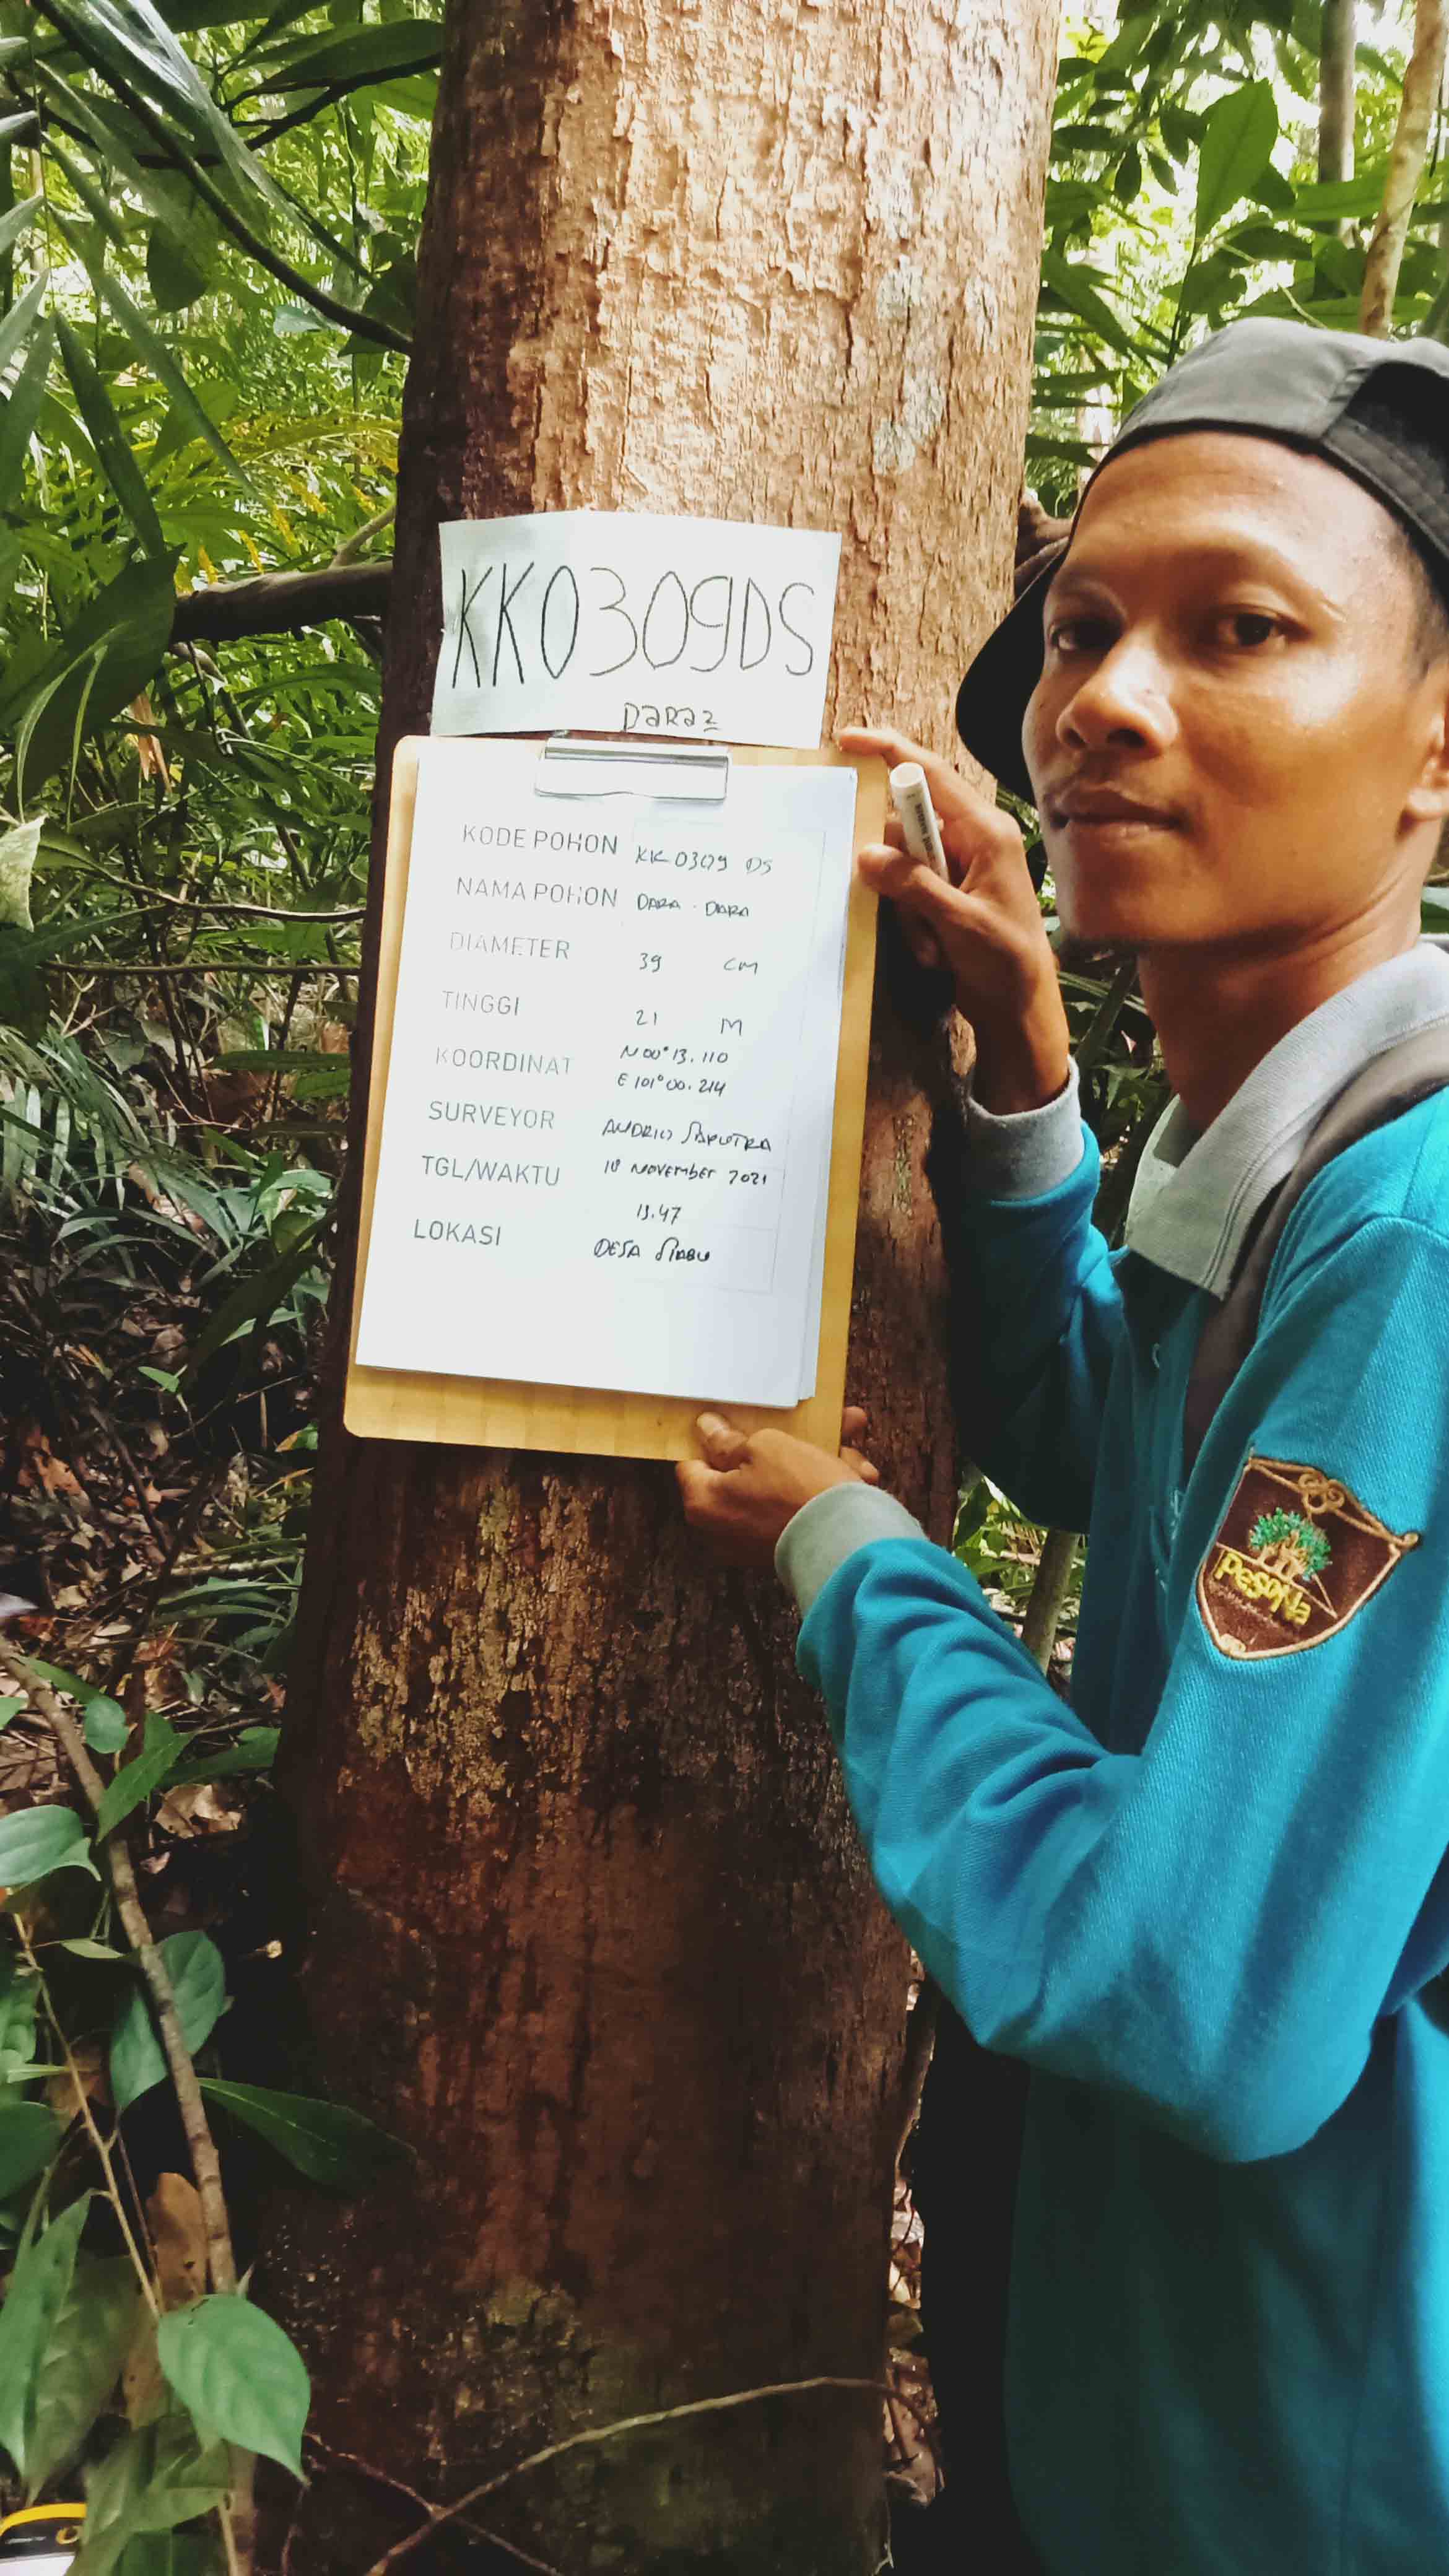 KK0309DS
DaRa2
KODE POHON KK 0309 DS
NAMA POHON DARA - DARA
DIAMETER 39 CM
TINGGI 21 M
KOORDINAT N 00° 13. 110
E 101° 00. 214
SURVEYOR ANDRIO SAPUTRA
TGL/WAKTU NOVEMBER 2021
13.47
LOKASI DESA SIABU
PesoNa